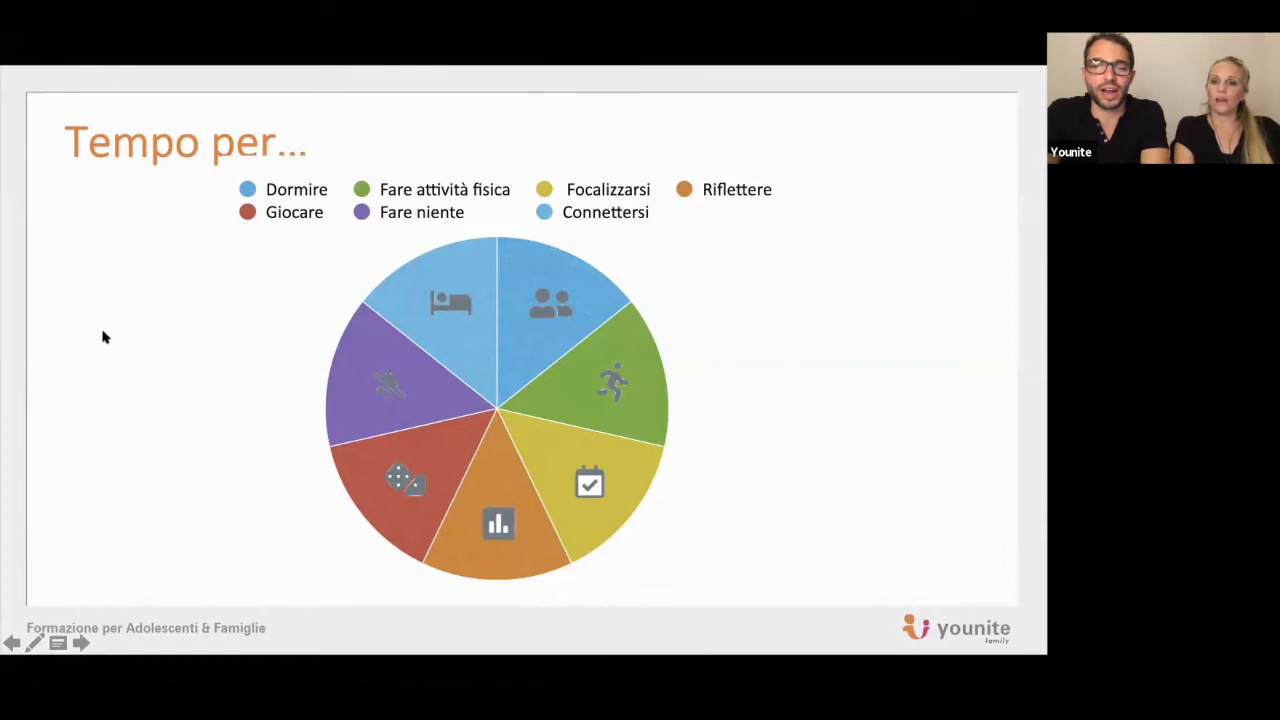 Tempo per...
Dormire Fare attività fisica Focalizzarsi Riflettere
Giocare Fare niente Connettersi
Younite
Formazione per Adolescenti & Famiglie
younite
family